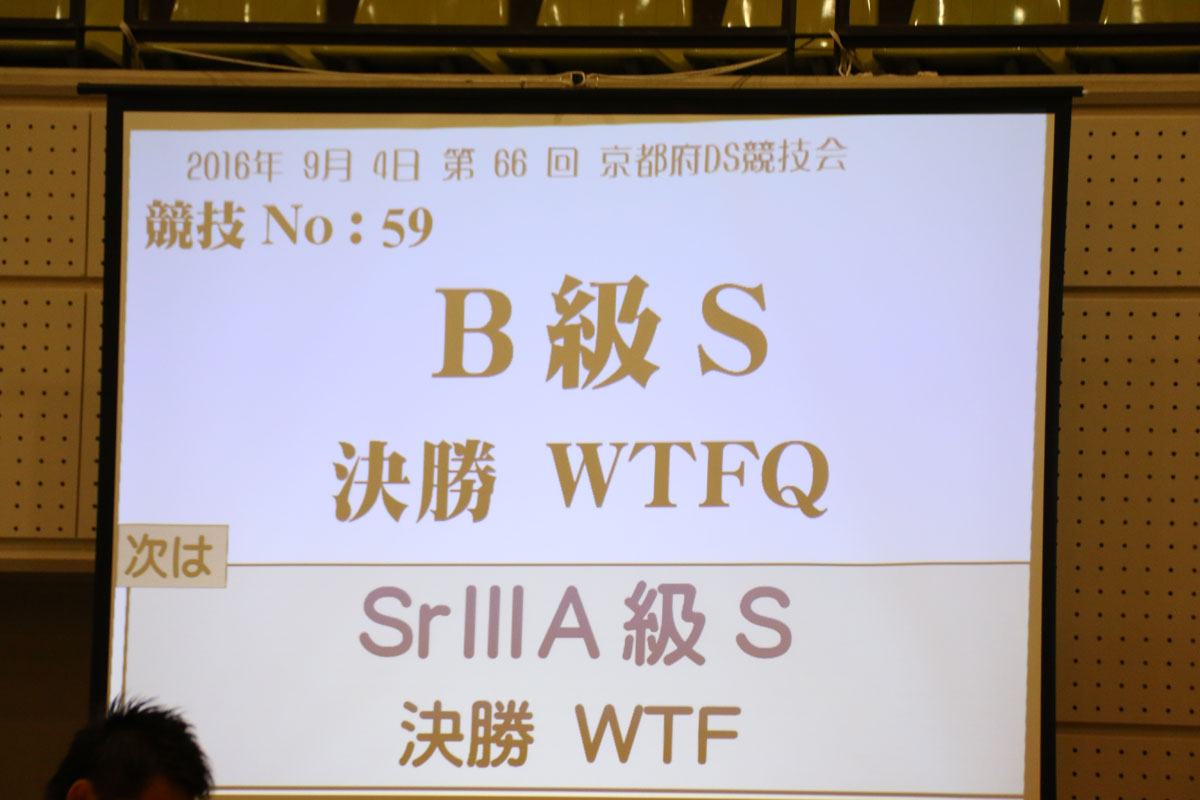 2016年 9月 4日 第 66 回 京都府DS競技会
競技 No：59
B 級 S
決勝 WTFQ
次は
SrIIIA 級 S
決勝 WTF